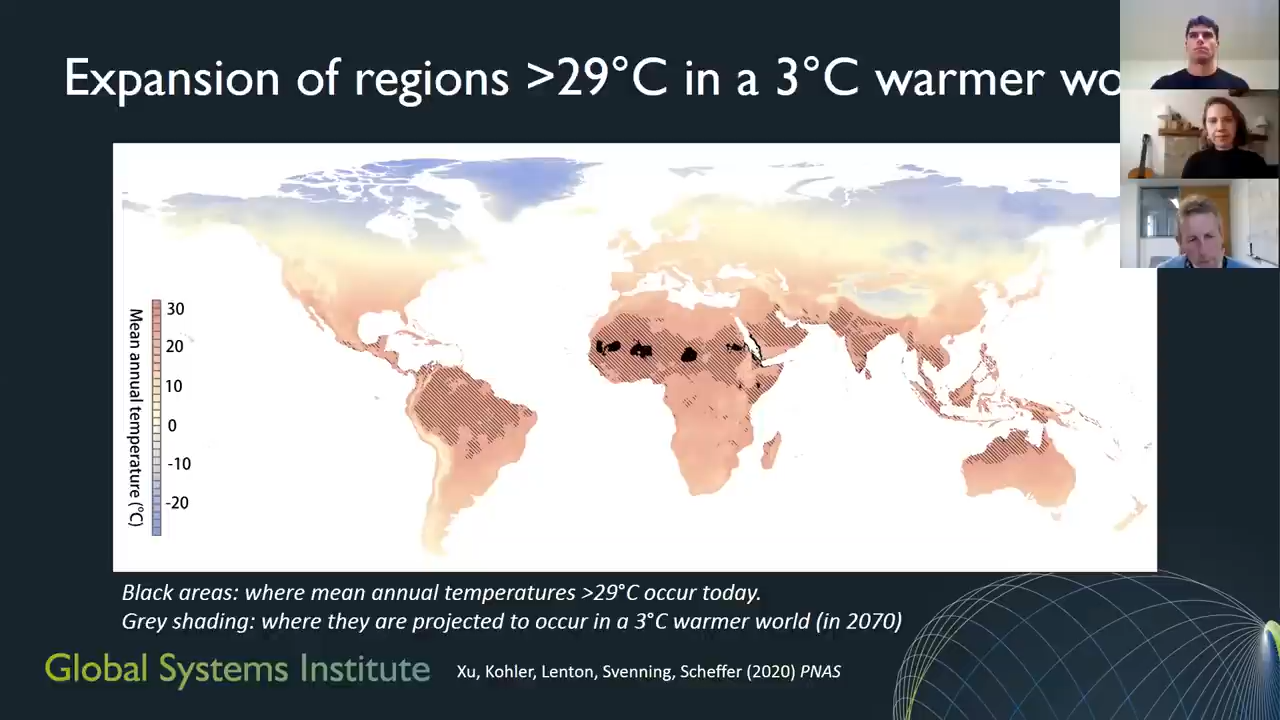 Expansion of regions >29°C in a 3°C warmer wo
Mean annual temperature (°C)
30
20
10
0
-10
-20
Black areas: where mean annual temperatures >29°C occur today.
Grey shading: where they are projected to occur in a 3°C warmer world (in 2070)
Global Systems Institute
Xu, Kohler, Lenton, Svenning, Scheffer (2020) PNAS